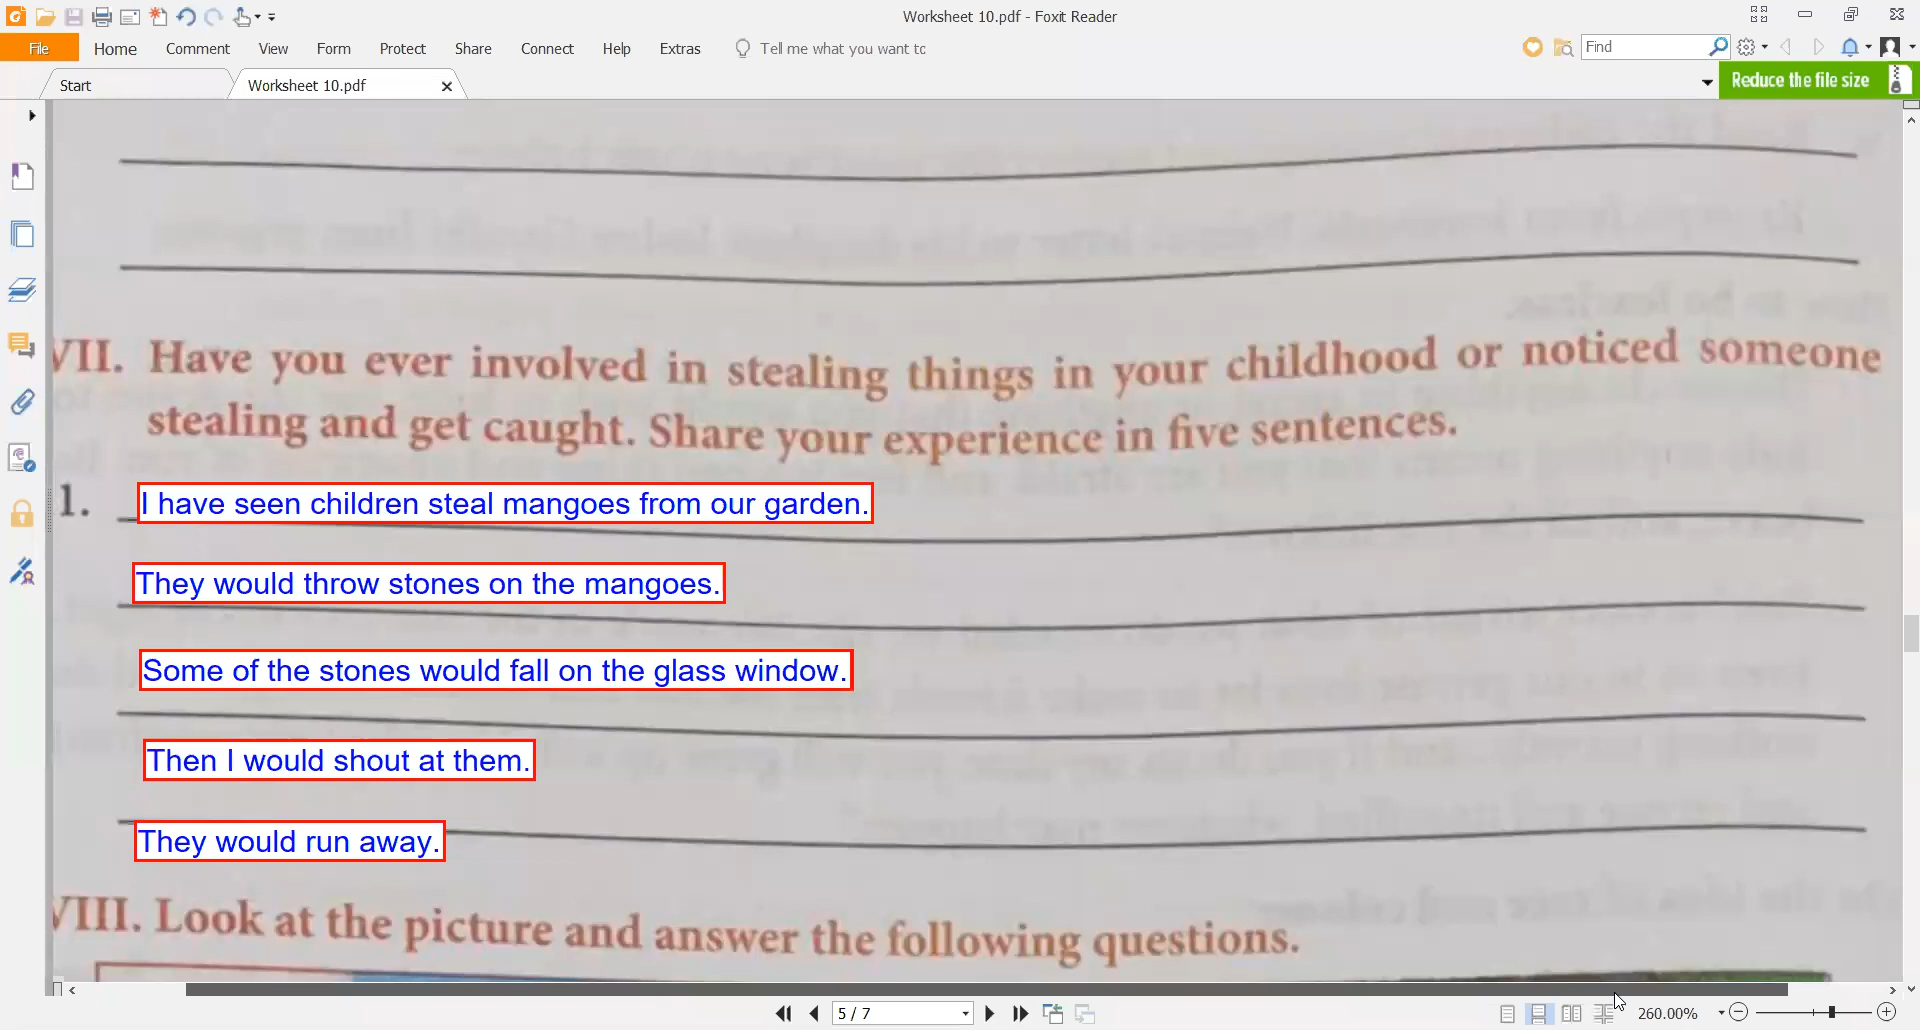 Worksheet 10.pdf - Foxit Reader
File Home Comment View Form Protect Share Connect Help Extras Tell me what you want to
Find
Start Worksheet 10.pdf
Reduce the file size
VII. Have you ever involved in stealing things in your childhood or noticed someone
stealing and get caught. Share your experience in five sentences.
1. I have seen children steal mangoes from our garden.
They would throw stones on the mangoes.
Some of the stones would fall on the glass window.
Then I would shout at them.
They would run away.
VIII. Look at the picture and answer the following questions.
5 / 7
260.00%